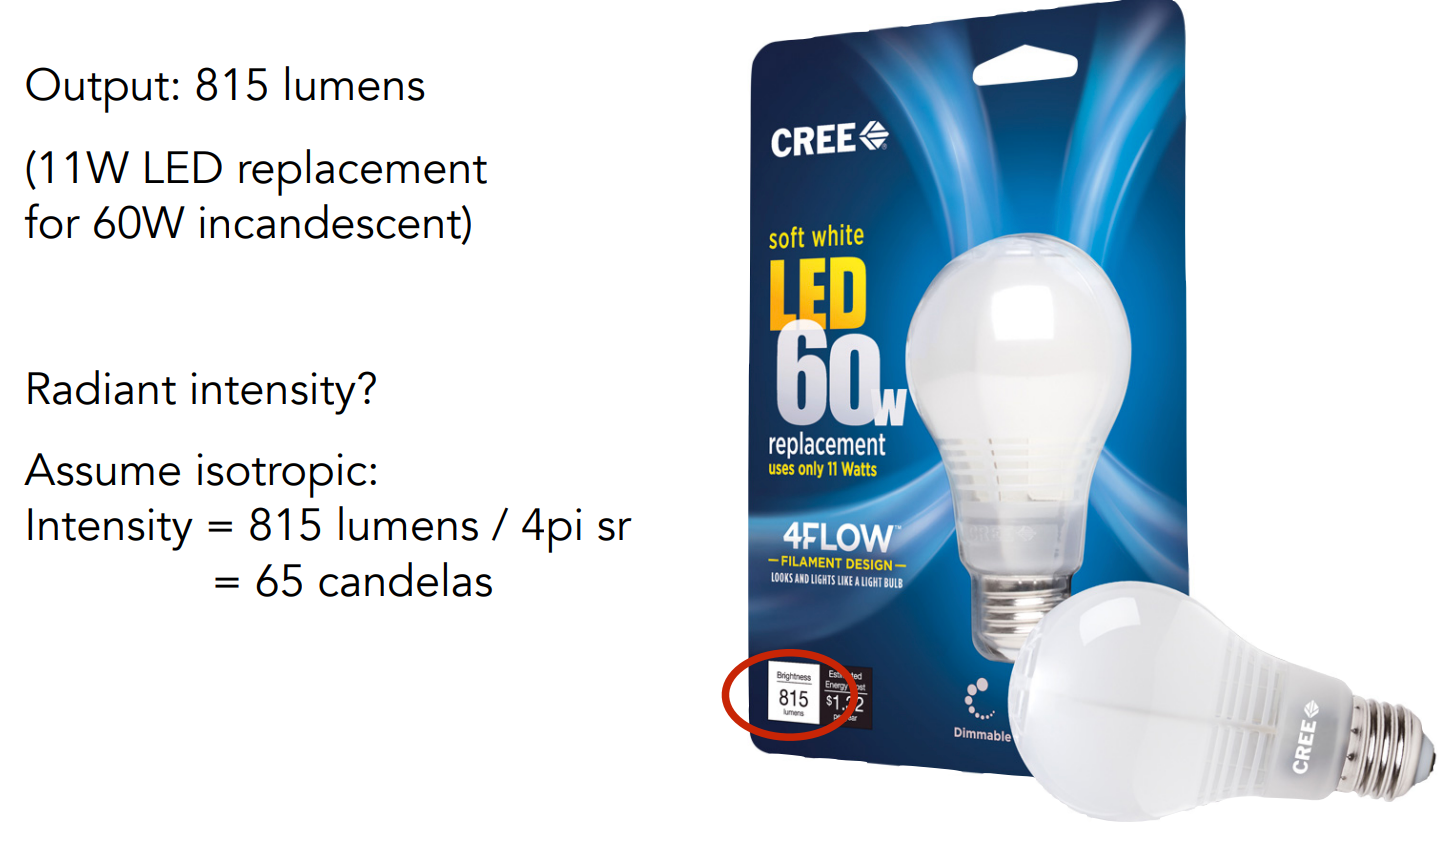 Output: 815 lumens
(11W LED replacement
for 60W incandescent)
Radiant intensity?
Assume isotropic:
Intensity = 815 lumens / 4pi sr
= 65 candelas
CREE
soft white
LED
60W
replacement
uses only 11 Watts
4FLOW™
FILAMENT DESIGN
LOOKS AND LIGHTS LIKE A LIGHT BULB
Brightness
815
lumens
Energy
Dimmable
CREE